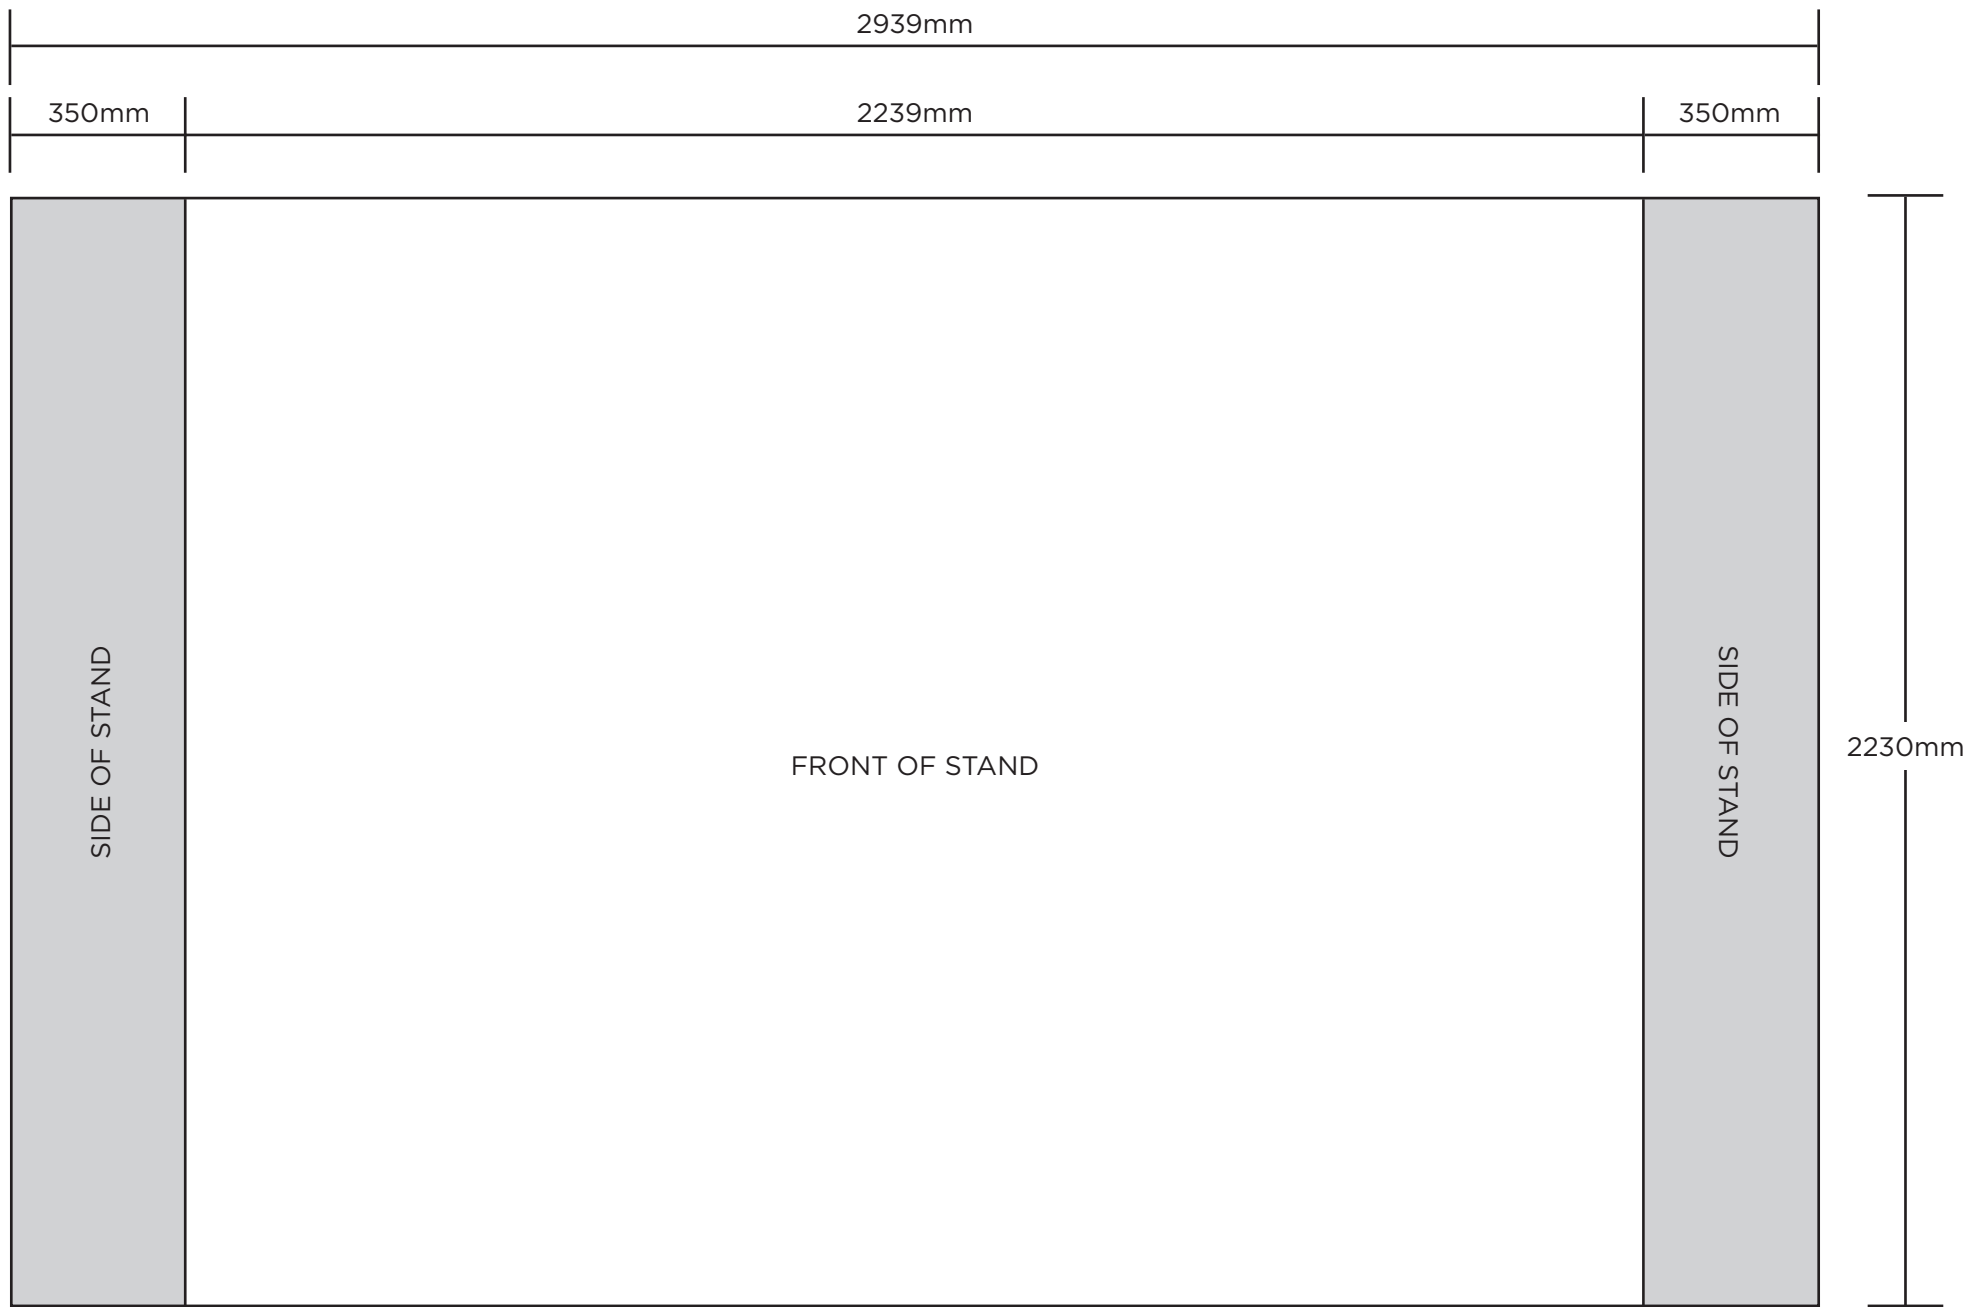 2939mm
350mm
2239mm
350mm
SIDE OF STAND
FRONT OF STAND
SIDE OF STAND
2230mm